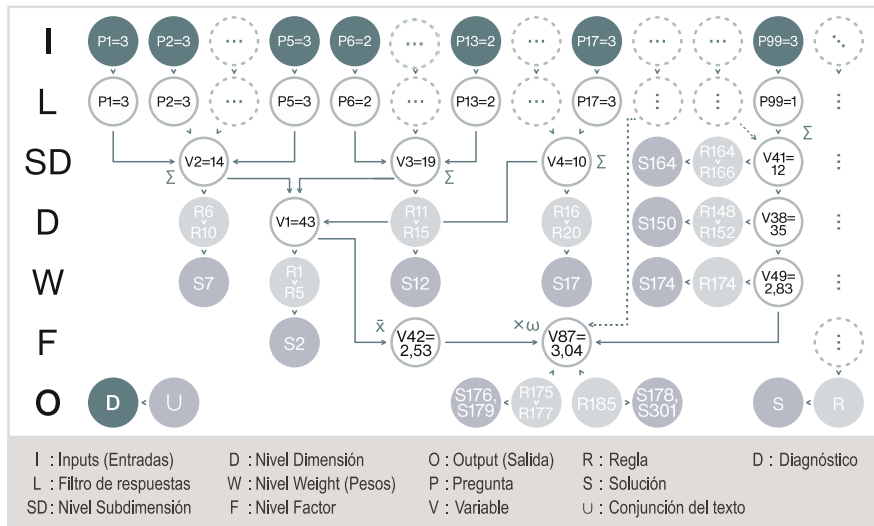 I P1=3 P2=3 ... P5=3 P6=2 ... P13=2 ... P17=3 ... ... P99=3 ⋱
L P1=3 P2=3 ... P5=3 P6=2 ... P13=2 ... P17=3 ⋮ ⋮ P99=1 ⋮
Σ
SD V2=14 V3=19 V4=10 Σ S164 R164 R166 V41= 12 ⋮
Σ Σ
D R6 R10 V1=43 R11 R15 R16 R20 S150 R148 R152 V38= 35 ⋮
W S7 R1 R5 S12 S17 S174 R174 V49= 2,83 ⋮
F S2 x̄ V42= 2,53 ×ω V87= 3,04 ⋮
O D U S176, S179 R175 R177 R185 S178, S301 S R
I : Inputs (Entradas) D : Nivel Dimensión O : Output (Salida) R : Regla D : Diagnóstico
L : Filtro de respuestas W : Nivel Weight (Pesos) P : Pregunta S : Solución
SD : Nivel Subdimensión F : Nivel Factor V : Variable ∪ : Conjunción del texto